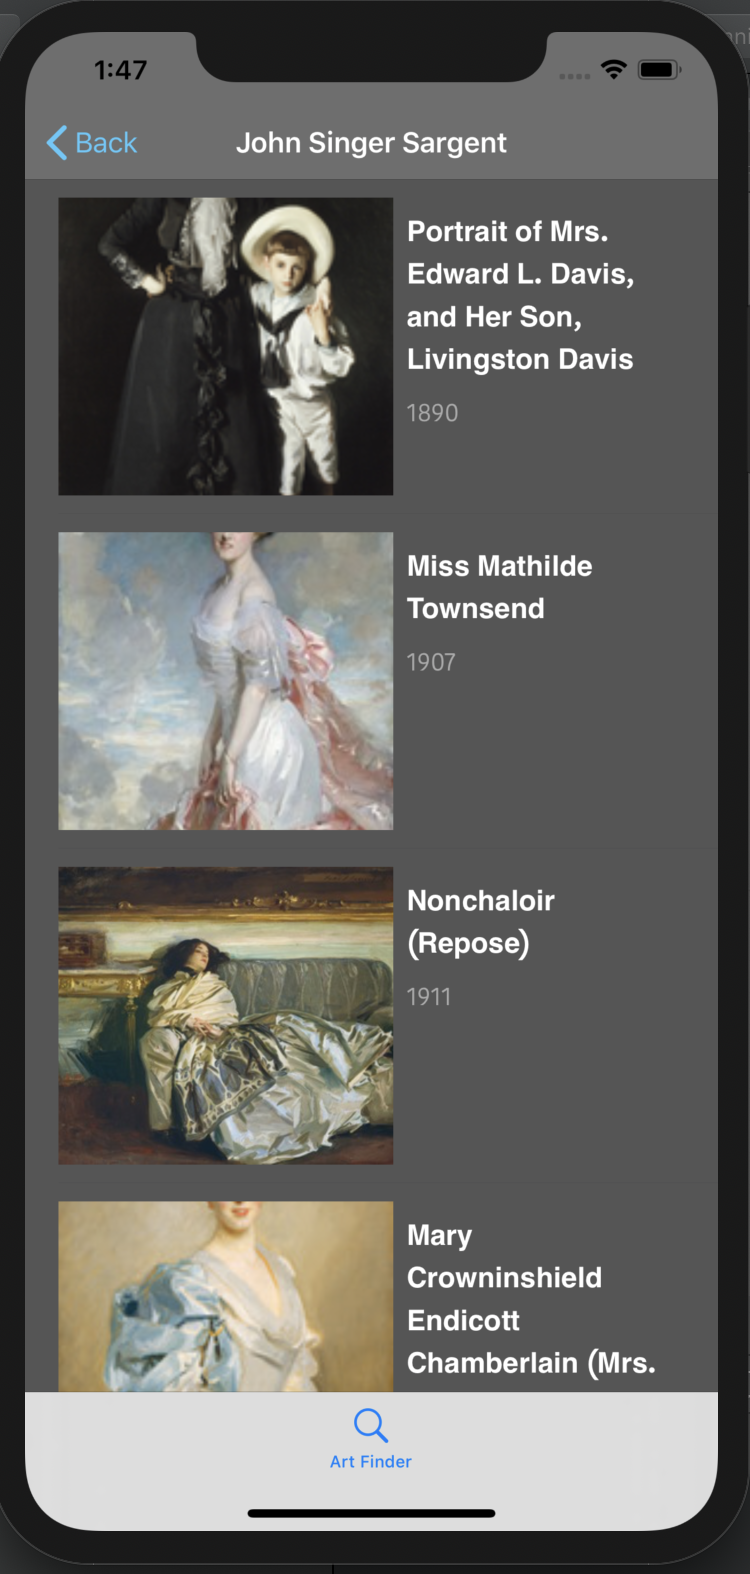 1:47
Back
John Singer Sargent
Portrait of Mrs.
Edward L. Davis,
and Her Son,
Livingston Davis
1890
Miss Mathilde
Townsend
1907
Nonchaloir
(Repose)
1911
Mary
Crowninshield
Endicott
Chamberlain (Mrs.
Art Finder